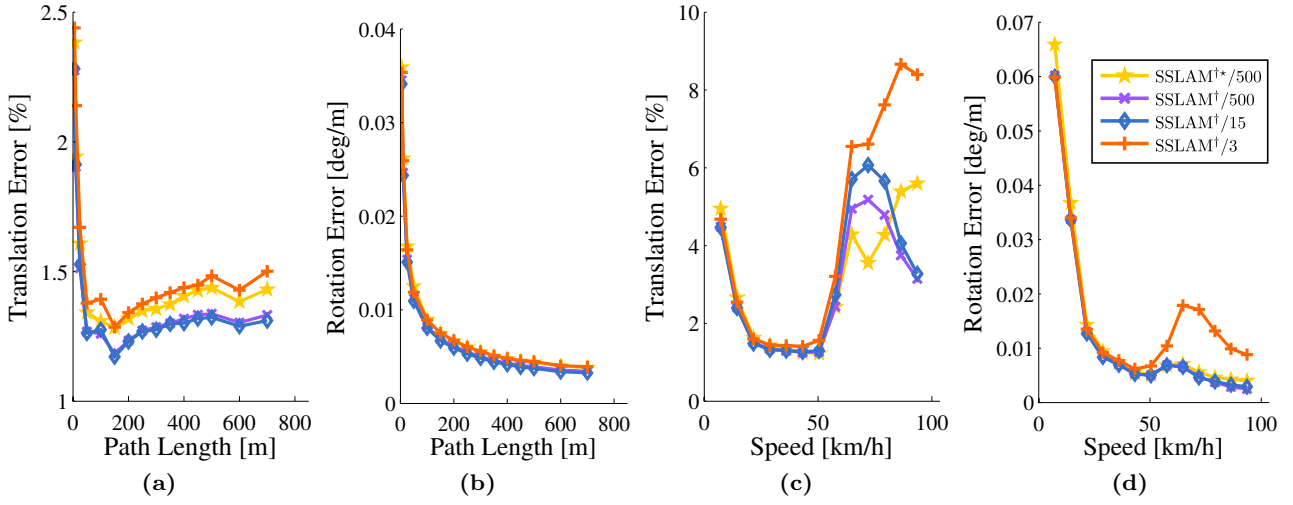 2.5
2
1.5
1
Translation Error [%]
0 200 400 600 800
Path Length [m]
(a)
0.04
0.03
0.02
0.01
0
Rotation Error [deg/m]
0 200 400 600 800
Path Length [m]
(b)
10
8
6
4
2
0
Translation Error [%]
0 50 100
Speed [km/h]
(c)
0.07
0.06
0.05
0.04
0.03
0.02
0.01
0
Rotation Error [deg/m]
0 50 100
Speed [km/h]
(d)
SSLAM†⋆/500
SSLAM†/500
SSLAM†/15
SSLAM†/3